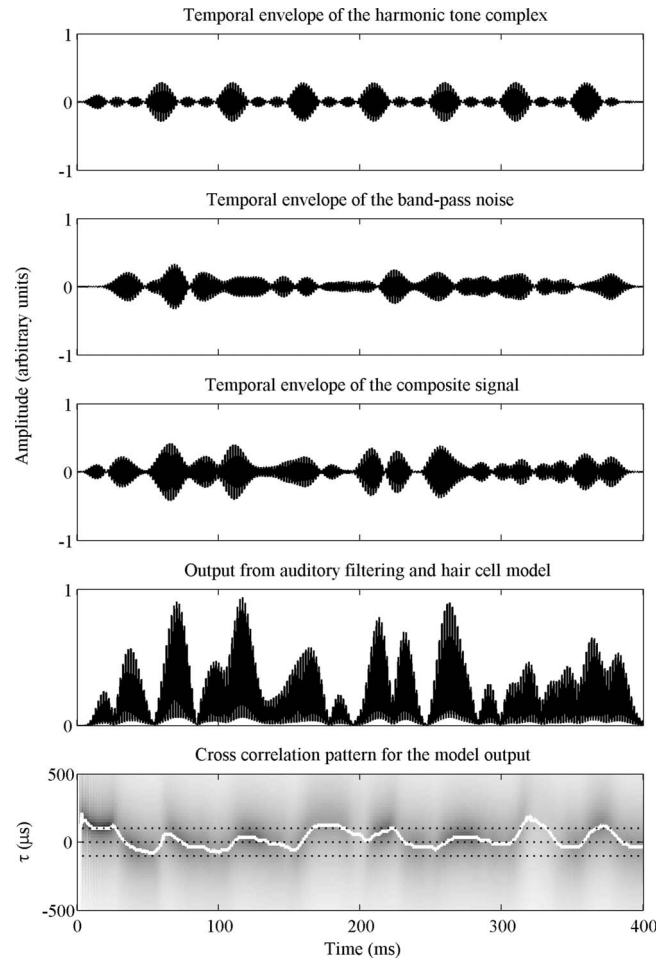 Temporal envelope of the harmonic tone complex
1
0
-1
Temporal envelope of the band-pass noise
1
0
-1
Amplitude (arbitrary units)
Temporal envelope of the composite signal
1
0
-1
Output from auditory filtering and hair cell model
1
0
Cross correlation pattern for the model output
500
0
-500
τ (μs)
0 100 200 300 400
Time (ms)